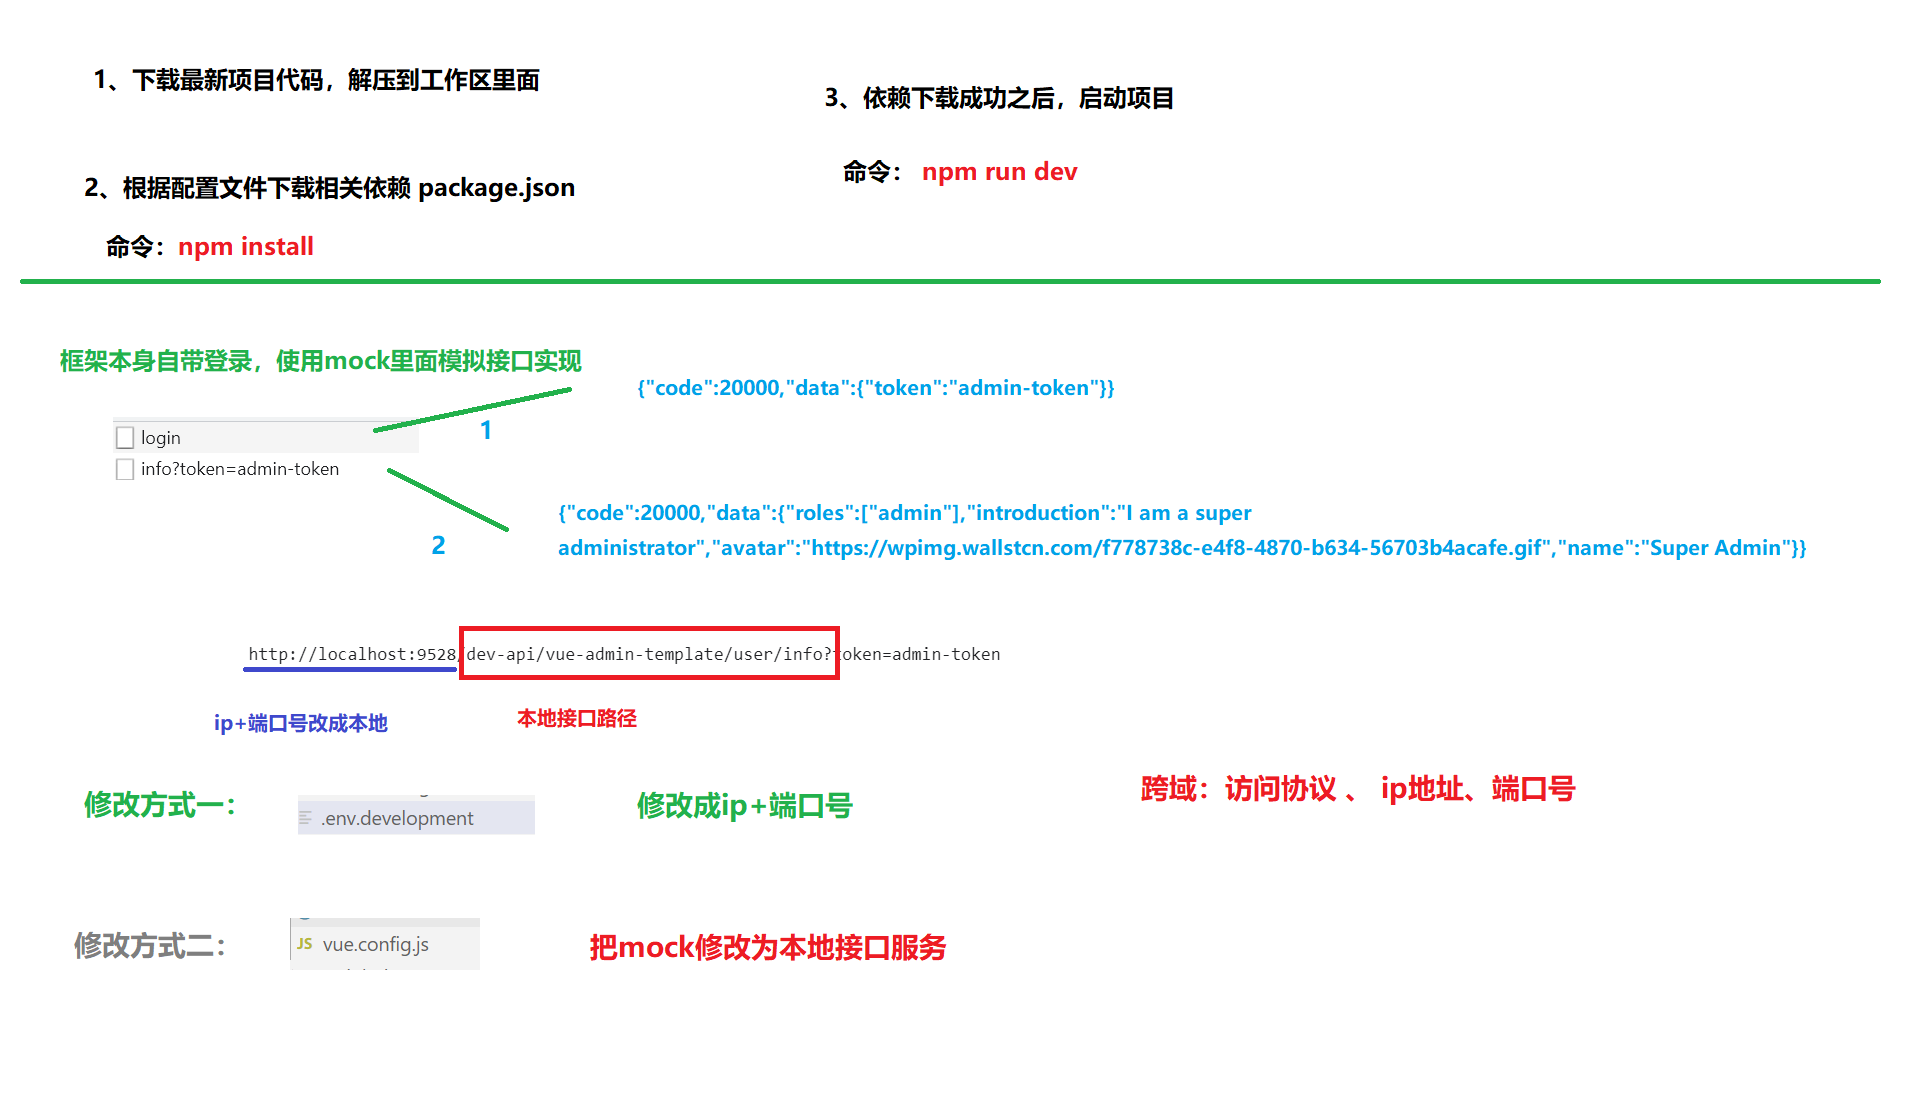 1、下载最新项目代码，解压到工作区里面
2、根据配置文件下载相关依赖 package.json
命令：npm install
3、依赖下载成功之后，启动项目
命令： npm run dev
框架本身自带登录，使用mock里面模拟接口实现
{"code":20000,"data":{"token":"admin-token"}}
login
1
info?token=admin-token
2
{"code":20000,"data":{"roles":["admin"],"introduction":"I am a super
administrator","avatar":"https://wpimg.wallstcn.com/f778738c-e4f8-4870-b634-56703b4acafe.gif","name":"Super Admin"}}
http://localhost:9528/dev-api/vue-admin-template/user/info?token=admin-token
ip+端口号改成本地
本地接口路径
修改方式一：
.env.development
修改成ip+端口号
跨域：访问协议 、 ip地址、端口号
修改方式二：
JS vue.config.js
把mock修改为本地接口服务